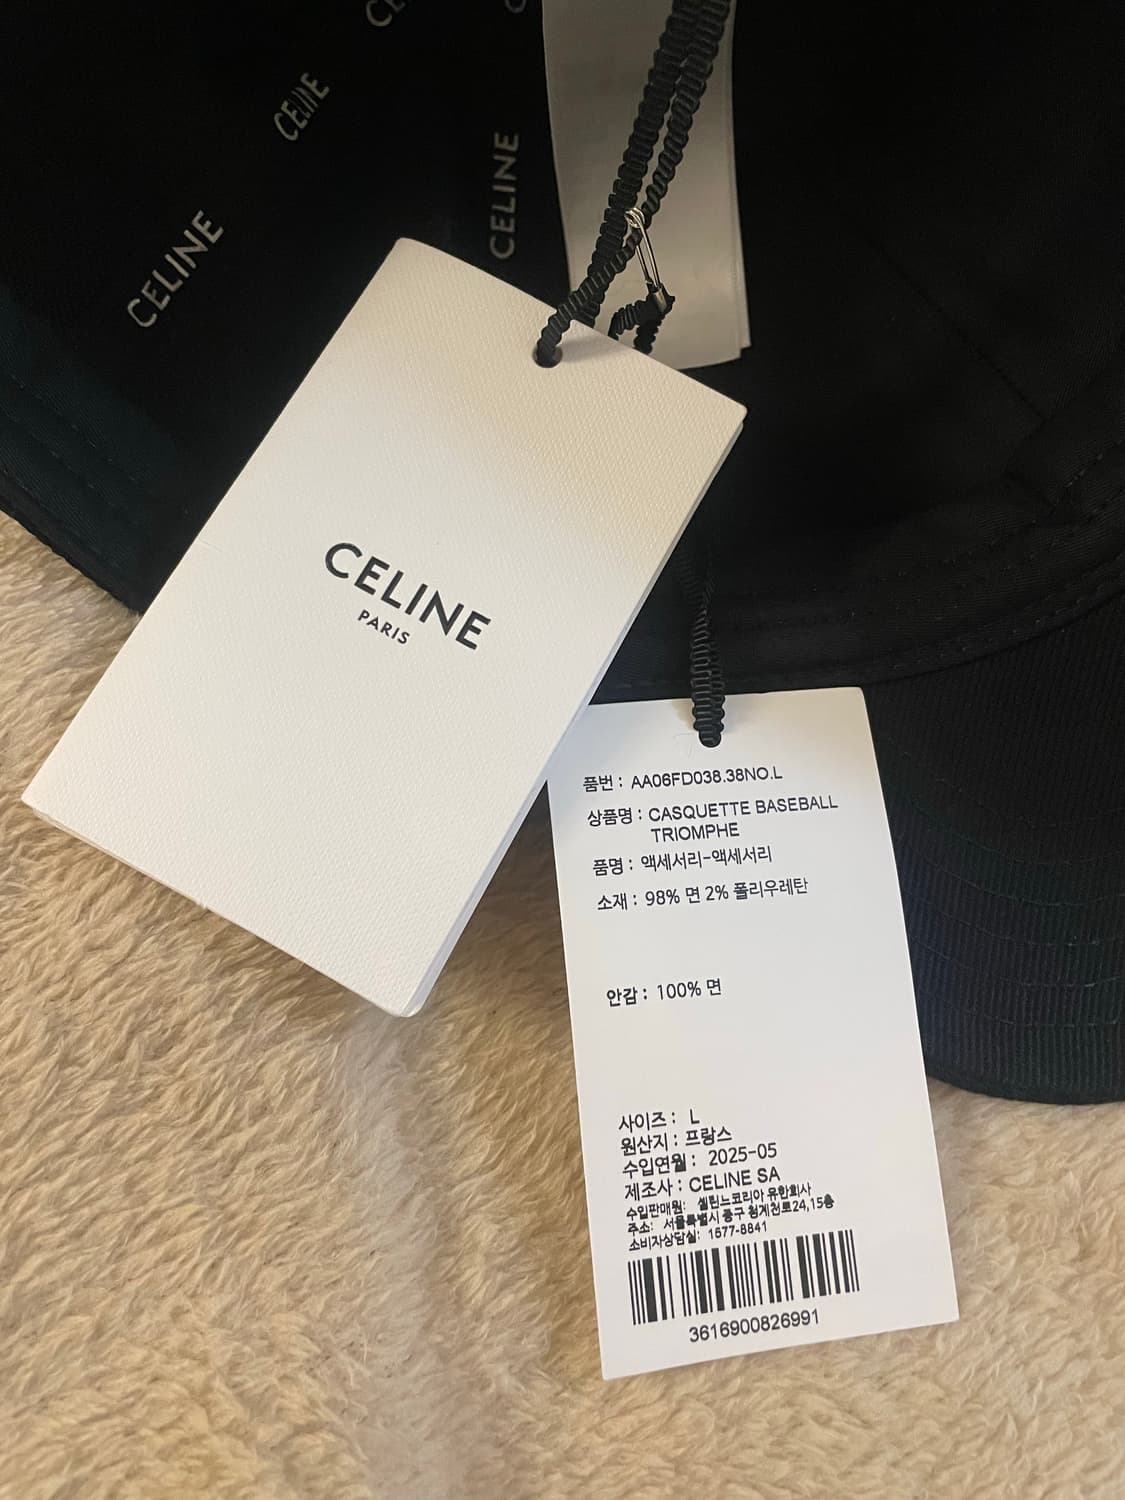 CELINE
CELINE
CELINE
CELINE
PARIS
품번 : AA06FD038.38NO.L
상품명 : CASQUETTE BASEBALL
TRIOMPHE
품명 : 액세서리-액세서리
소재 : 98% 면 2% 폴리우레탄
안감 : 100% 면
사이즈 : L
원산지 : 프랑스
수입연월 : 2025-05
제조사 : CELINE SA
수입판매원: 셀린느코리아 유한회사
주소: 서울특별시 중구 청계천로24,15층
소비자상담실: 1677-8841
3616900826991